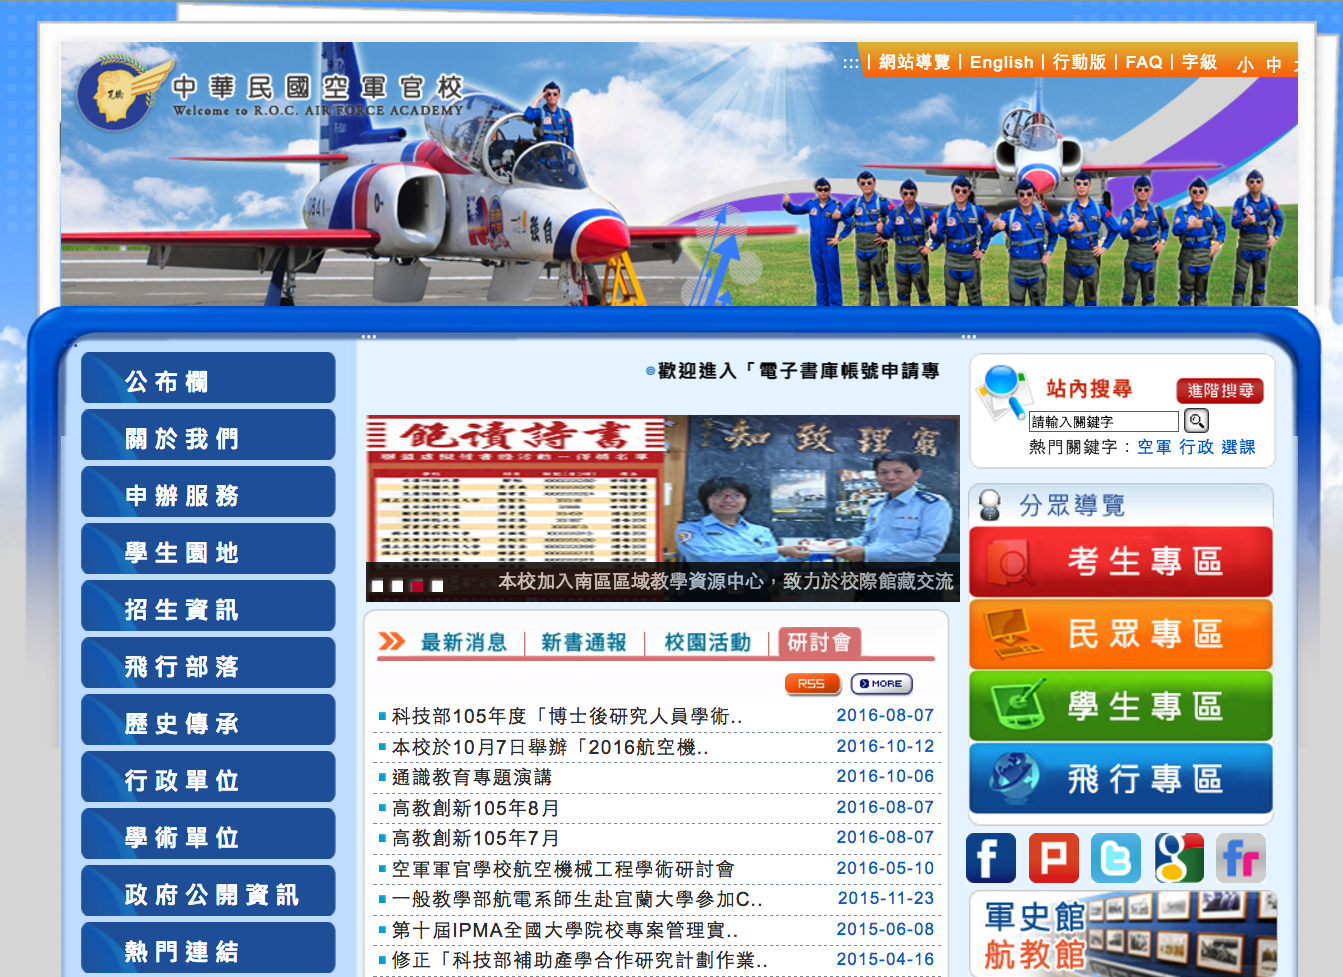 ::: | 網站導覽 | English | 行動版 | FAQ | 字級 小 中
中華民國空軍官校
Welcome to R.O.C. AIR FORCE ACADEMY
0841
自強
公布欄
關於我們
申辦服務
學生園地
招生資訊
飛行部落
歷史傳承
行政單位
學術單位
政府公開資訊
熱門連結
歡迎進入「電子書庫帳號申請專
飽讀詩書
窮理致知
本校加入南區區域教學資源中心，致力於校際館藏交流
最新消息 | 新書通報 | 校園活動 | 研討會
RSS MORE
科技部105年度「博士後研究人員學術.. 2016-08-07
本校於10月7日舉辦「2016航空機.. 2016-10-12
通識教育專題演講 2016-10-06
高教創新105年8月 2016-08-07
高教創新105年7月 2016-08-07
空軍軍官學校航空機械工程學術研討會 2016-05-10
一般教學部航電系師生赴宜蘭大學參加C.. 2015-11-23
第十屆IPMA全國大學院校專案管理實.. 2015-06-08
修正「科技部補助產學合作研究計劃作業.. 2015-04-16
站內搜尋 進階搜尋
請輸入關鍵字
熱門關鍵字：空軍 行政 選課
分眾導覽
考生專區
民眾專區
學生專區
飛行專區
f P t g fr
軍史館
航教館